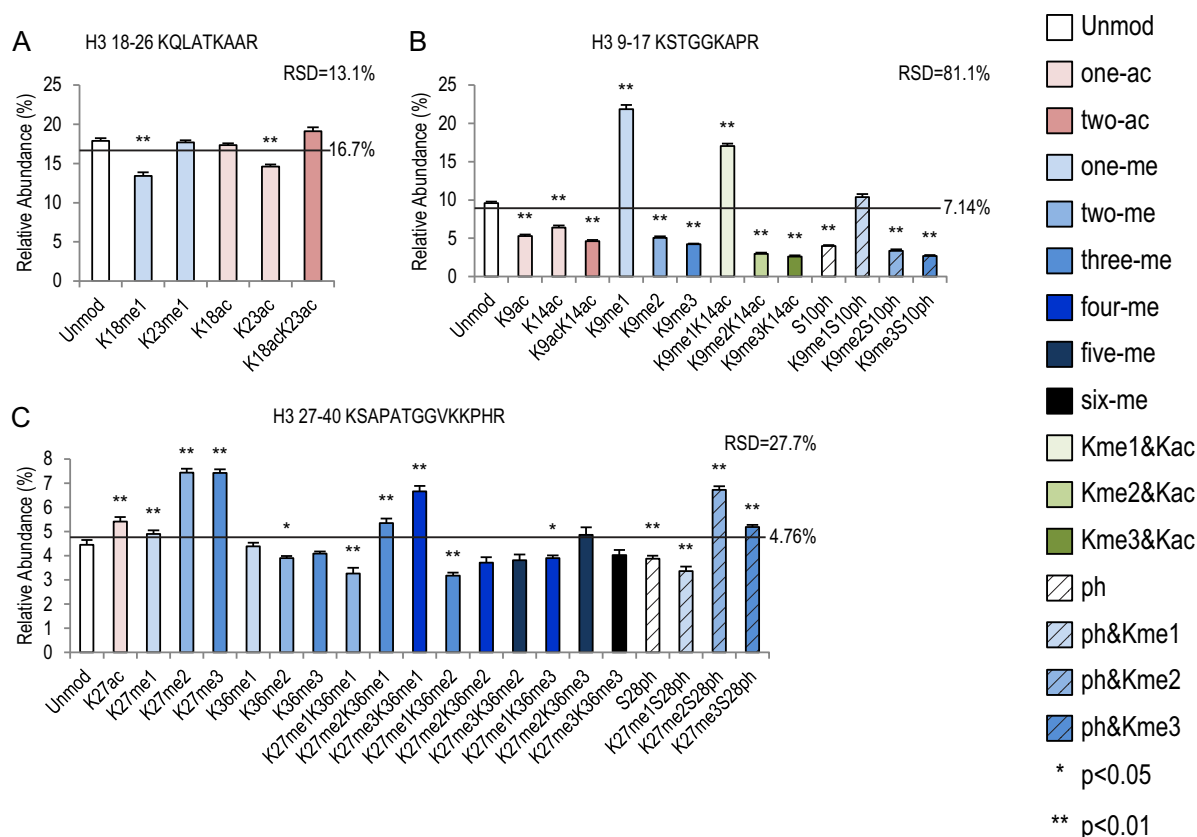 A
H3 18-26 KQLATKAAR
RSD=13.1%
Relative Abundance (%)
25
20
15
10
5
0
** **
16.7%
Unmod
K18me1
K23me1
K18ac
K23ac
K18acK23ac
B
H3 9-17 KSTGGKAPR
RSD=81.1%
Relative Abundance (%)
25
20
15
10
5
0
** ** ** ** ** ** ** ** ** ** ** **
7.14%
Unmod
K9ac
K14ac
K9acK14ac
K9me1
K9me2
K9me3
K9me1K14ac
K9me2K14ac
K9me3K14ac
S10ph
K9me1S10ph
K9me2S10ph
K9me3S10ph
C
H3 27-40 KSAPATGGVKKPHR
RSD=27.7%
Relative Abundance (%)
8
7
6
5
4
3
2
1
0
** ** ** ** * ** ** ** ** * ** ** ** **
4.76%
Unmod
K27ac
K27me1
K27me2
K27me3
K36me1
K36me2
K36me3
K27me1K36me1
K27me2K36me1
K27me3K36me1
K27me1K36me2
K27me2K36me2
K27me3K36me2
K27me1K36me3
K27me2K36me3
K27me3K36me3
S28ph
K27me1S28ph
K27me2S28ph
K27me3S28ph
Unmod
one-ac
two-ac
one-me
two-me
three-me
four-me
five-me
six-me
Kme1&Kac
Kme2&Kac
Kme3&Kac
ph
ph&Kme1
ph&Kme2
ph&Kme3
* p<0.05
** p<0.01